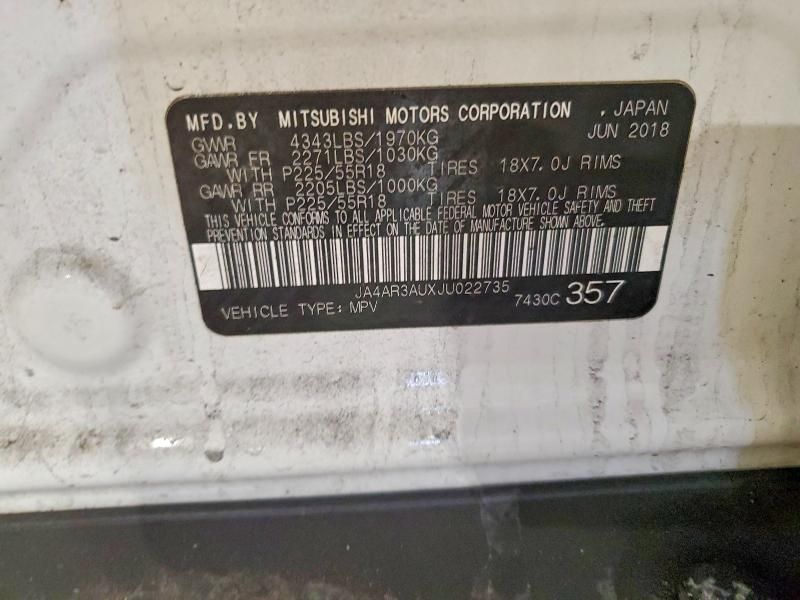 MFD. BY MITSUBISHI MOTORS CORPORATION , JAPAN
GVWR 4343LBS/1970KG JUN 2018
GAWR FR 2271LBS/1030KG
WITH P225/55R18 TIRES 18X7.0J RIMS
GAWR RR 2205LBS/1000KG
WITH P225/55R18 TIRES 18X7.0J RIMS
THIS VEHICLE CONFORMS TO ALL APPLICABLE FEDERAL MOTOR VEHICLE SAFETY AND THEFT
PREVENTION STANDARDS IN EFFECT ON THE DATE OF MANUFACTURE SHOWN ABOVE.
JA4AR3AUXJU022735
VEHICLE TYPE: MPV 7430C 357